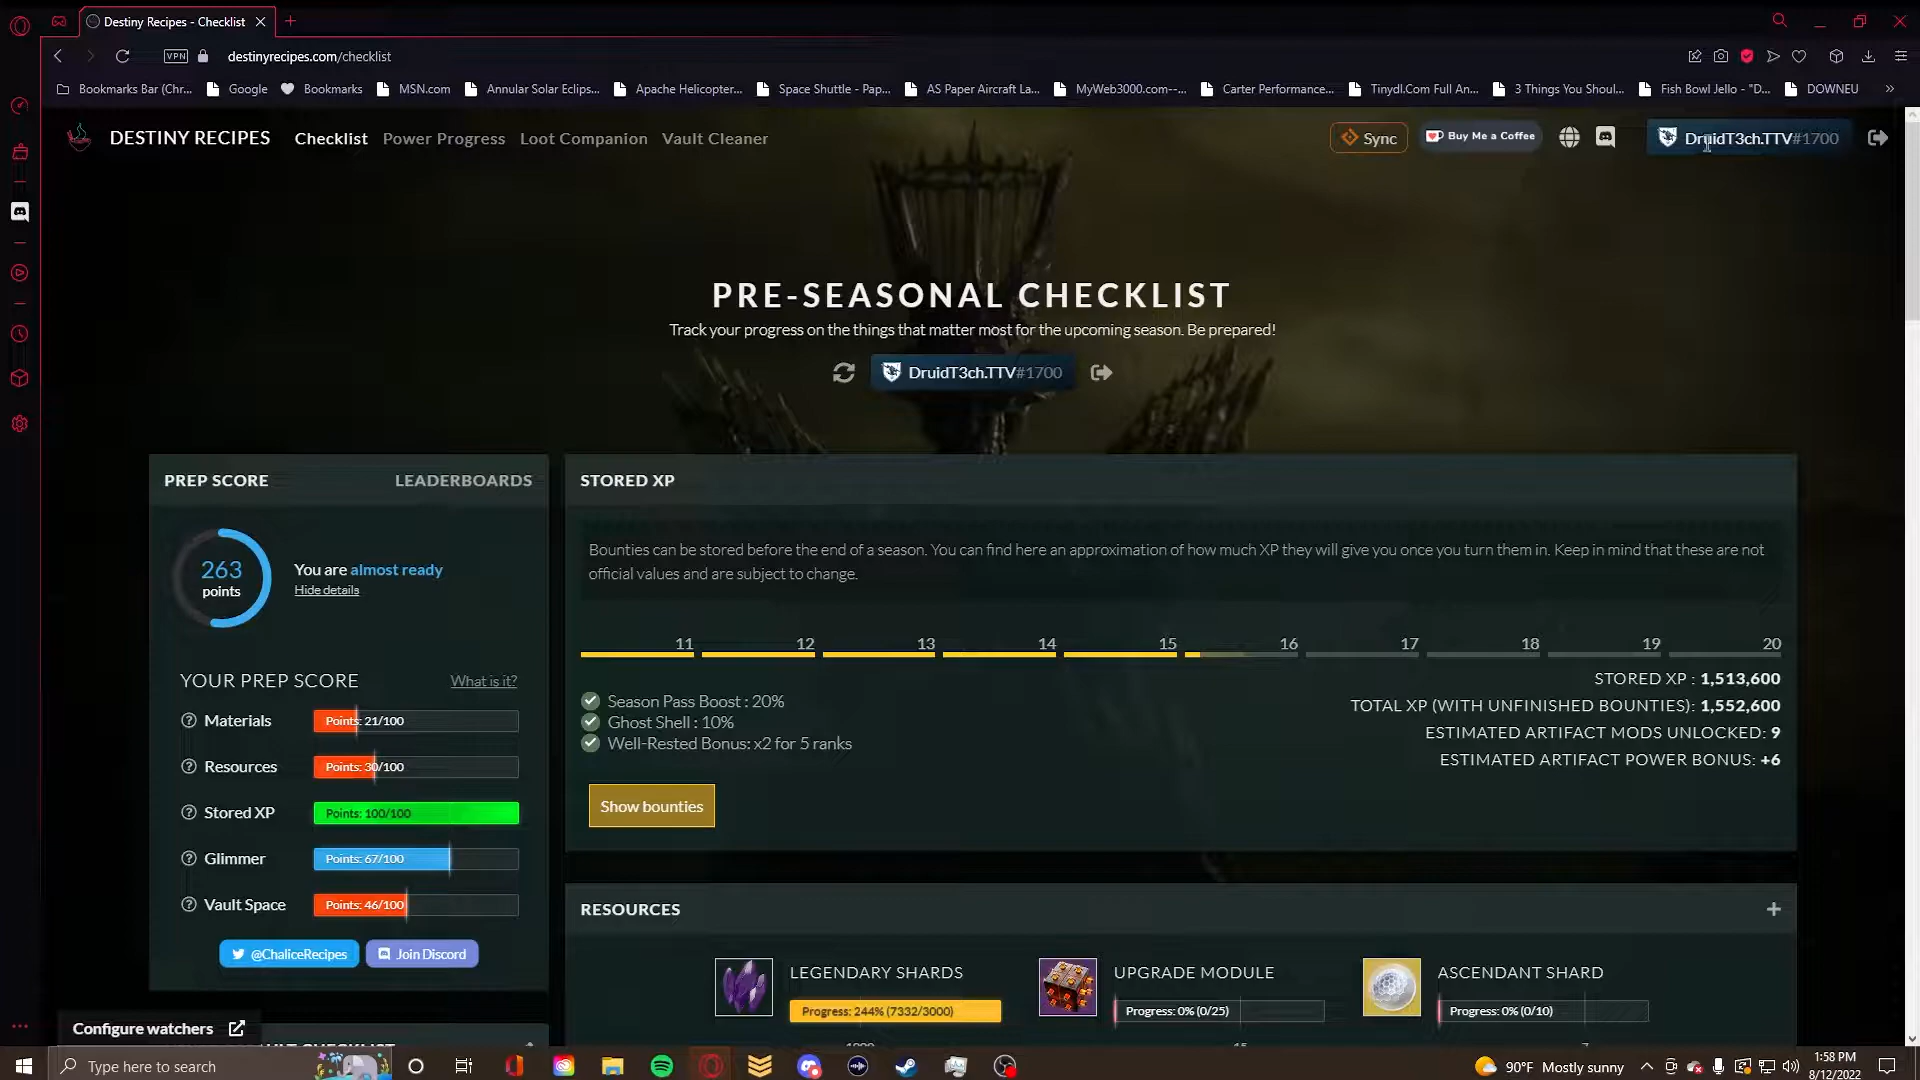 Destiny Recipes - Checklist
VPN
destinyrecipes.com/checklist
Bookmarks Bar (Chr... Google Bookmarks MSN.com Annular Solar Eclips... Apache Helicopter... Space Shuttle - Pap... AS Paper Aircraft La... MyWeb3000.com--... Carter Performance... Tinydl.Com Full An... 3 Things You Shoul... Fish Bowl Jello - "D... DOWNEU »
DESTINY RECIPES Checklist Power Progress Loot Companion Vault Cleaner Sync Buy Me a Coffee DruidT3ch.TTV#1700
PRE-SEASONAL CHECKLIST
Track your progress on the things that matter most for the upcoming season. Be prepared!
DruidT3ch.TTV#1700
PREP SCORE LEADERBOARDS
263 points
You are almost ready
Hide details
YOUR PREP SCORE What is it?
Materials Points: 21/100
Resources Points: 30/100
Stored XP Points: 100/100
Glimmer Points: 67/100
Vault Space Points: 46/100
@ChaliceRecipes Join Discord
STORED XP
Bounties can be stored before the end of a season. You can find here an approximation of how much XP they will give you once you turn them in. Keep in mind that these are not
official values and are subject to change.
11 12 13 14 15 16 17 18 19 20
STORED XP : 1,513,600
TOTAL XP (WITH UNFINISHED BOUNTIES): 1,552,600
ESTIMATED ARTIFACT MODS UNLOCKED: 9
ESTIMATED ARTIFACT POWER BONUS: +6
Season Pass Boost : 20%
Ghost Shell : 10%
Well-Rested Bonus: x2 for 5 ranks
Show bounties
RESOURCES +
LEGENDARY SHARDS
Progress: 244% (7332/3000)
UPGRADE MODULE
Progress: 0% (0/25)
ASCENDANT SHARD
Progress: 0% (0/10)
Configure watchers
Type here to search
90°F Mostly sunny
1:58 PM
8/12/2022